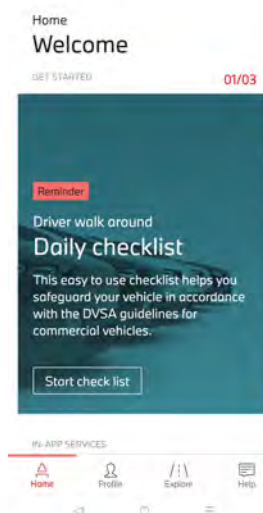 Home
Welcome
GET STARTED
01/03
Reminder
Driver walk around
Daily checklist
This easy to use checklist helps you
safeguard your vehicle in accordance
with the DVSA guidelines for
commercial vehicles.
Start check list
IN-APP SERVICES
Home Profile Explore Help